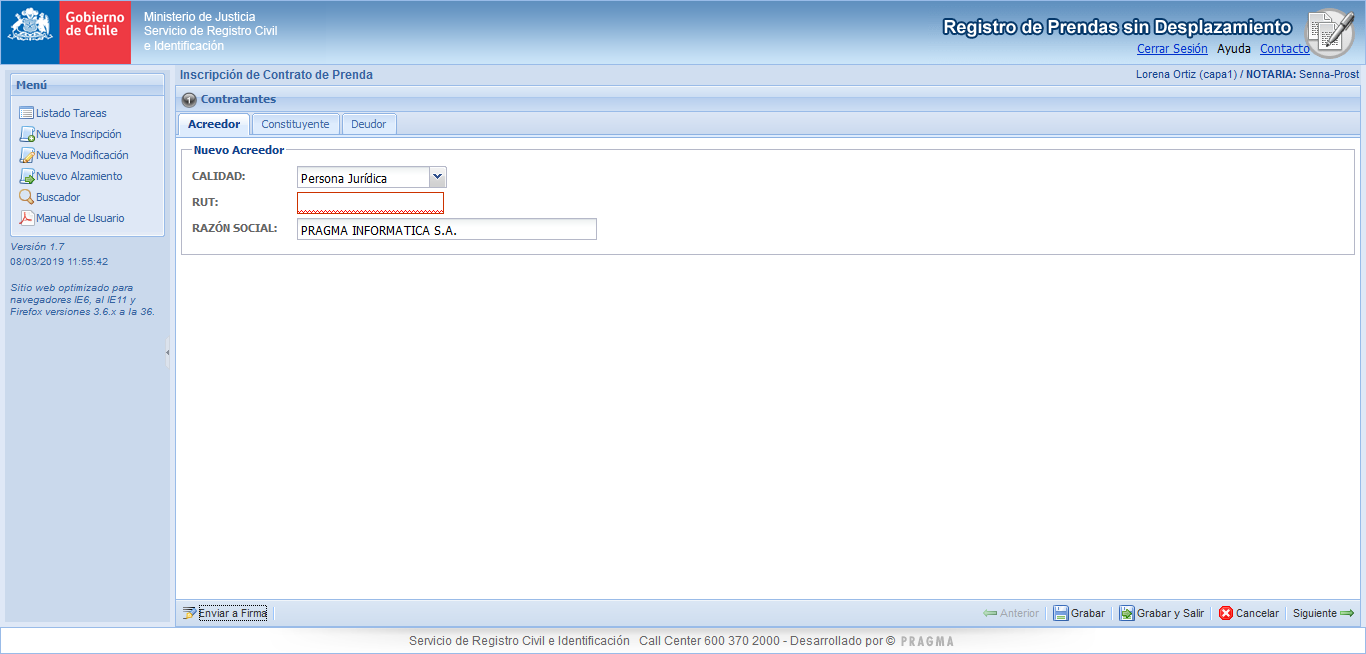 Gobierno
de Chile
Ministerio de Justicia
Servicio de Registro Civil
e Identificación
Registro de Prendas sin Desplazamiento
Cerrar Sesión Ayuda Contacto
Menú
Listado Tareas
Nueva Inscripción
Nueva Modificación
Nuevo Alzamiento
Buscador
Manual de Usuario
Versión 1.7
08/03/2019 11:55:42
Sitio web optimizado para
navegadores IE6, al IE11 y
Firefox versiones 3.6.x a la 36.
Inscripción de Contrato de Prenda
Lorena Ortiz (capa1) / NOTARIA: Senna-Prost
Contratantes
Acreedor Constituyente Deudor
Nuevo Acreedor
CALIDAD: Persona Jurídica
RUT:
RAZÓN SOCIAL: PRAGMA INFORMATICA S.A.
Enviar a Firma Anterior Grabar Grabar y Salir Cancelar Siguiente
Servicio de Registro Civil e Identificación Call Center 600 370 2000 - Desarrollado por © PRAGMA